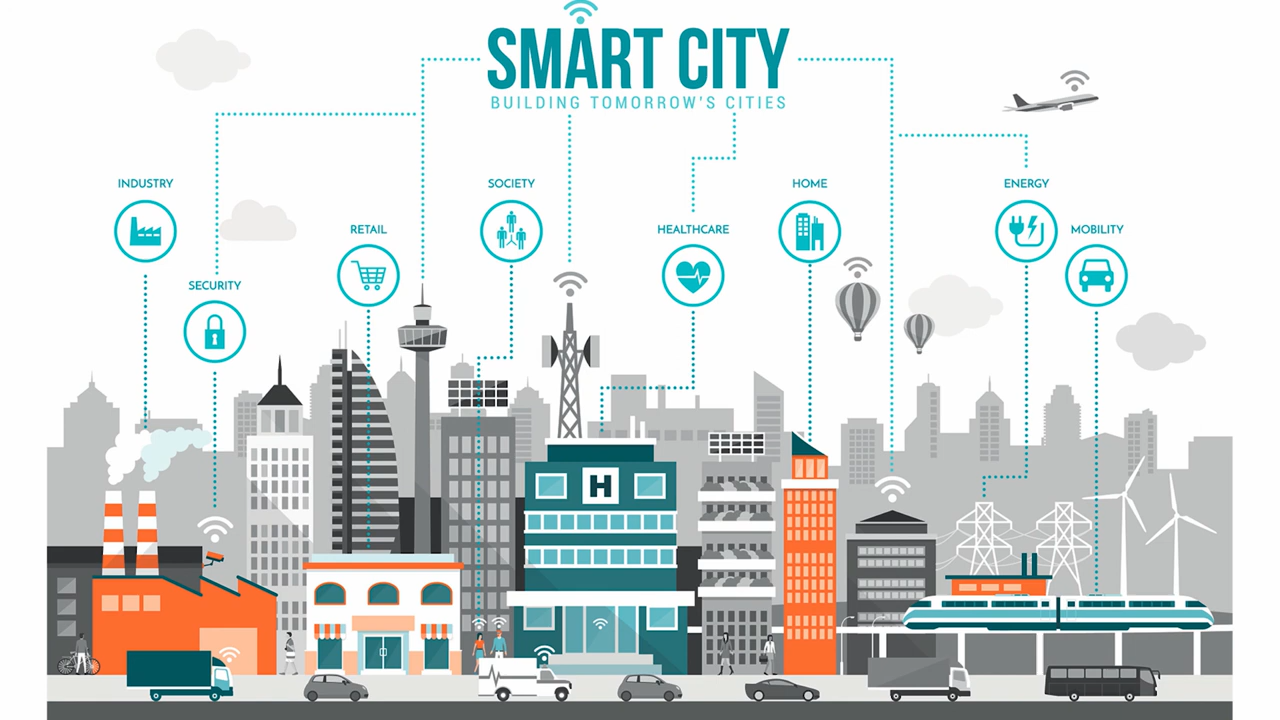 SMART CITY
BUILDING TOMORROW'S CITIES
INDUSTRY
SOCIETY
HOME
ENERGY
RETAIL
HEALTHCARE
MOBILITY
SECURITY
H